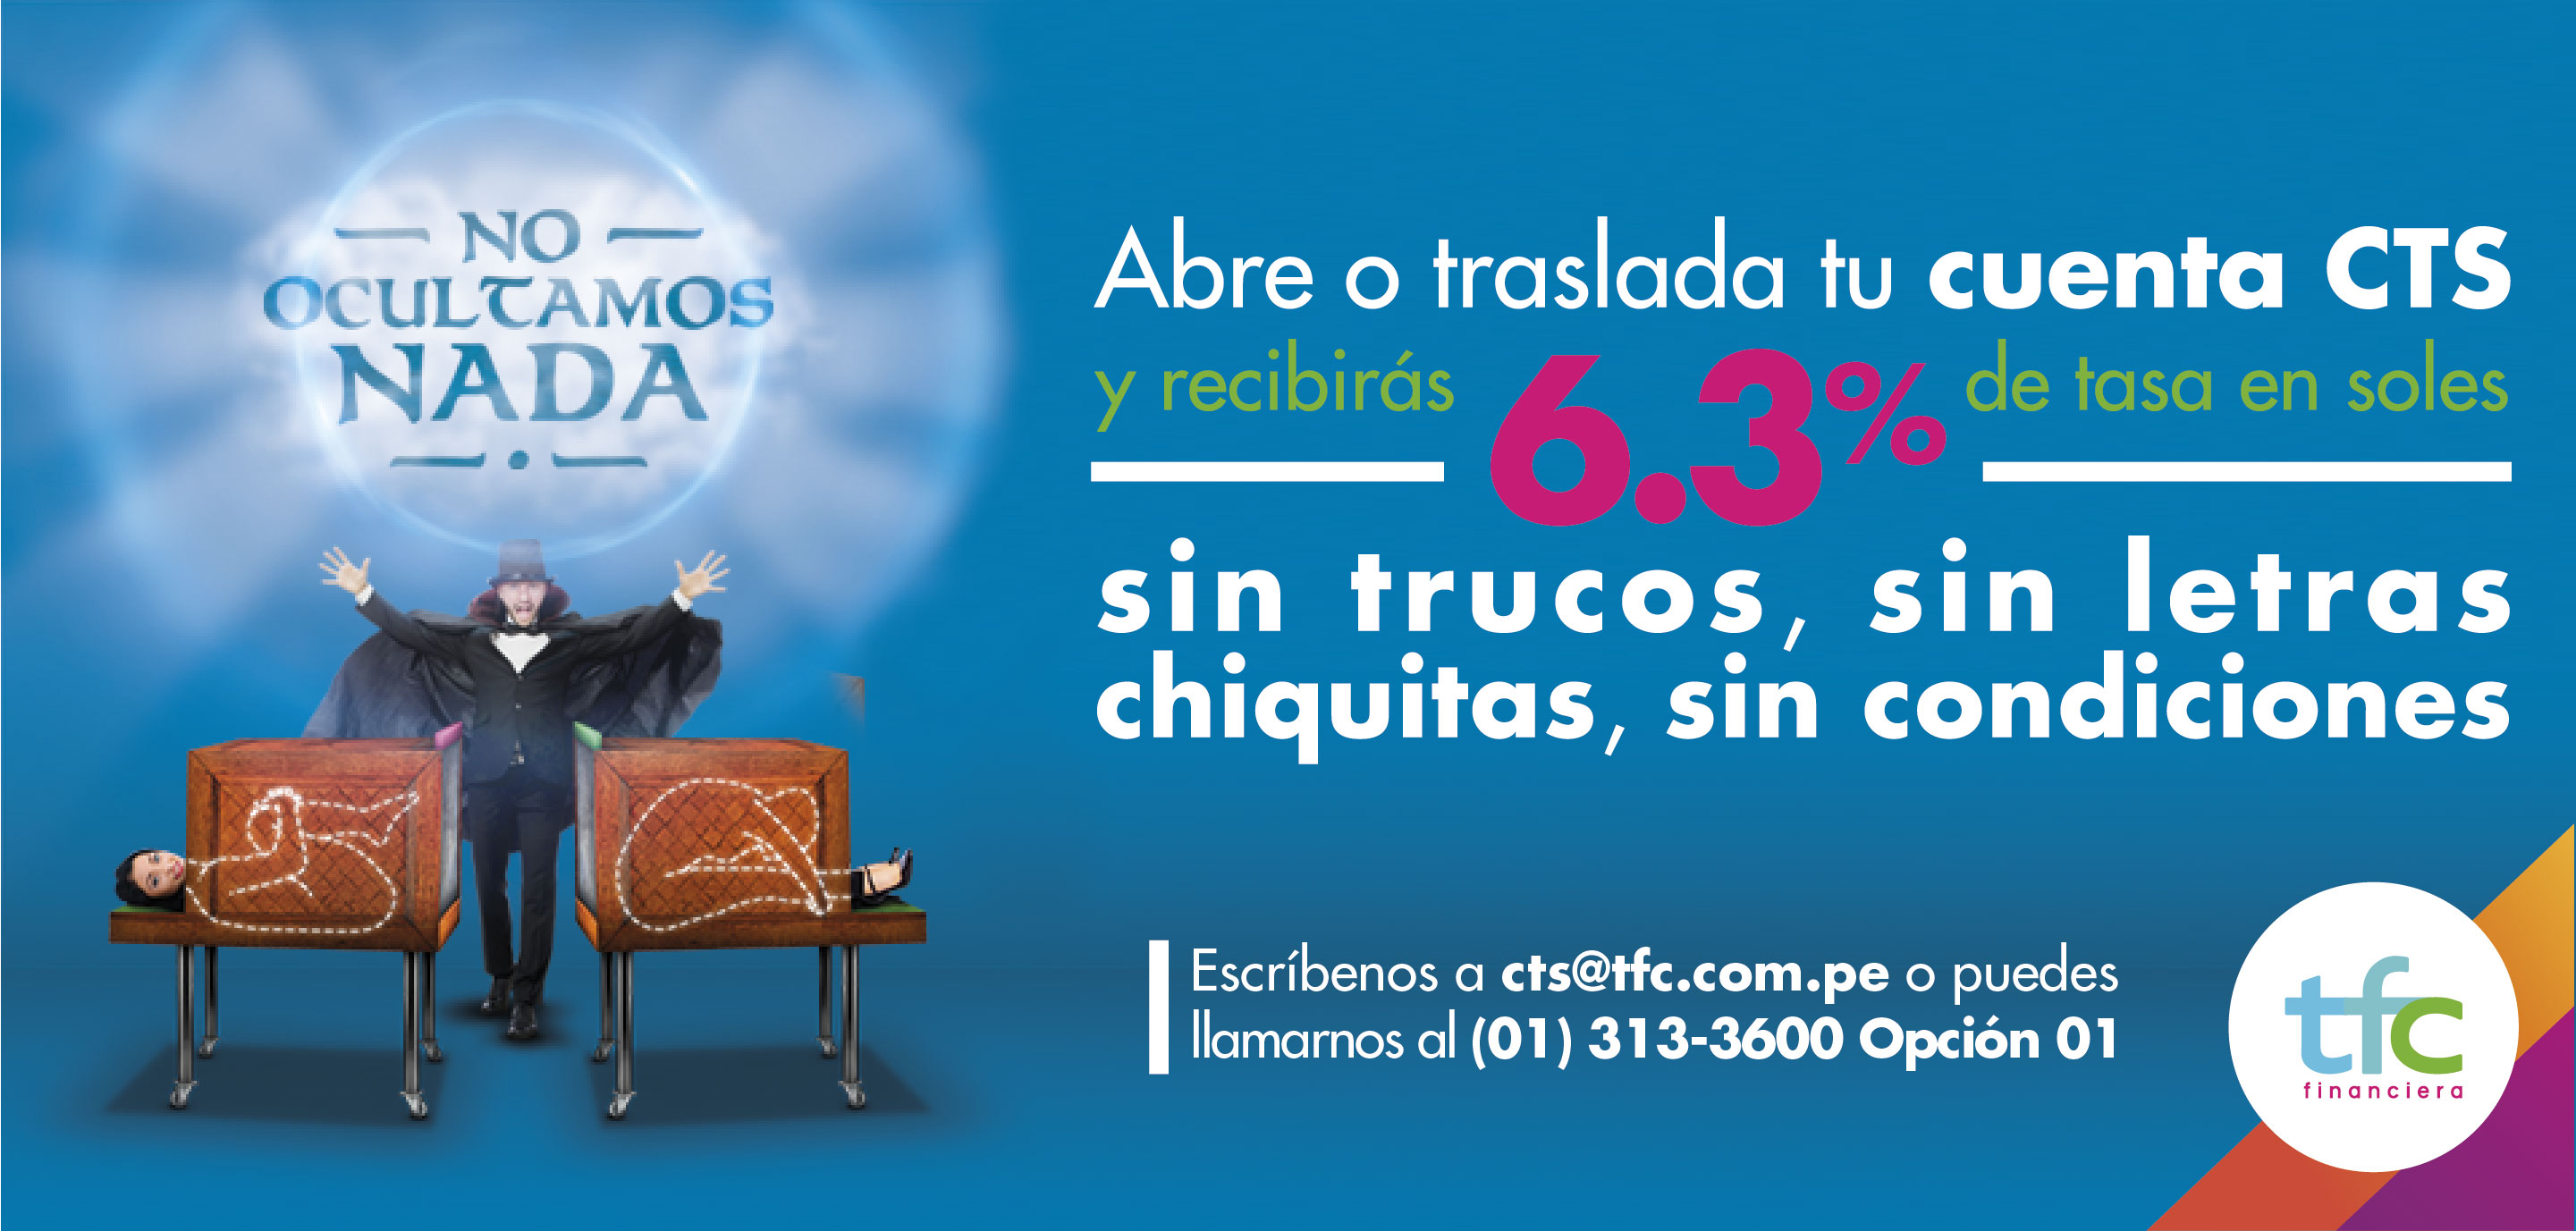 NO
OCULTAMOS
NADA
Abre o traslada tu cuenta CTS
y recibirás 6.3% de tasa en soles
sin trucos, sin letras
chiquitas, sin condiciones
Escríbenos a cts@tfc.com.pe o puedes
llamarnos al (01) 313-3600 Opción 01
tfc
financiera